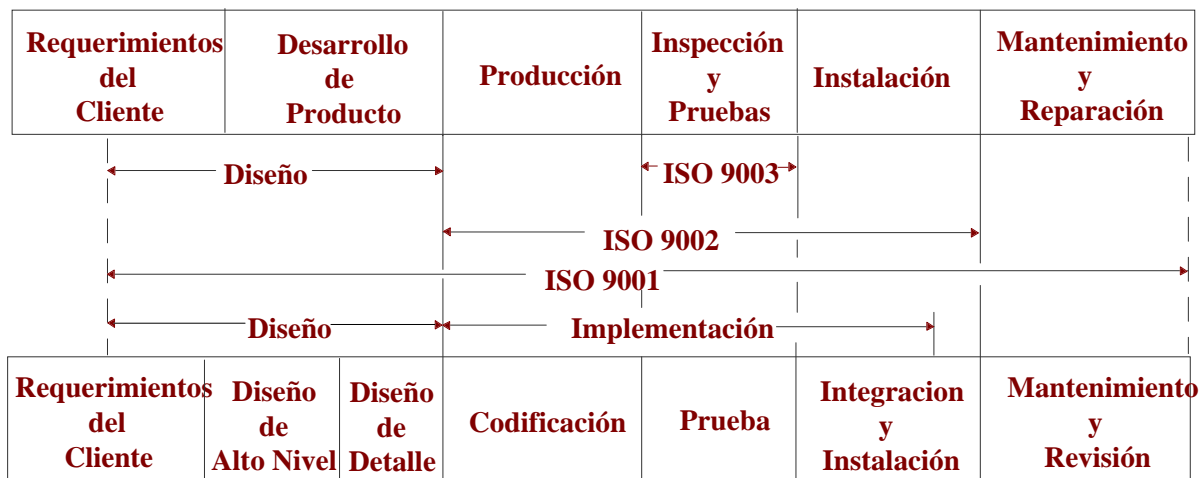 Requerimientos
del
Cliente
Desarrollo
de
Producto
Producción
Inspección
y
Pruebas
Instalación
Mantenimiento
y
Reparación
Diseño
ISO 9003
ISO 9002
ISO 9001
Diseño
Implementación
Requerimientos
del
Cliente
Diseño
de
Alto Nivel
Diseño
de
Detalle
Codificación
Prueba
Integracion
y
Instalación
Mantenimiento
y
Revisión